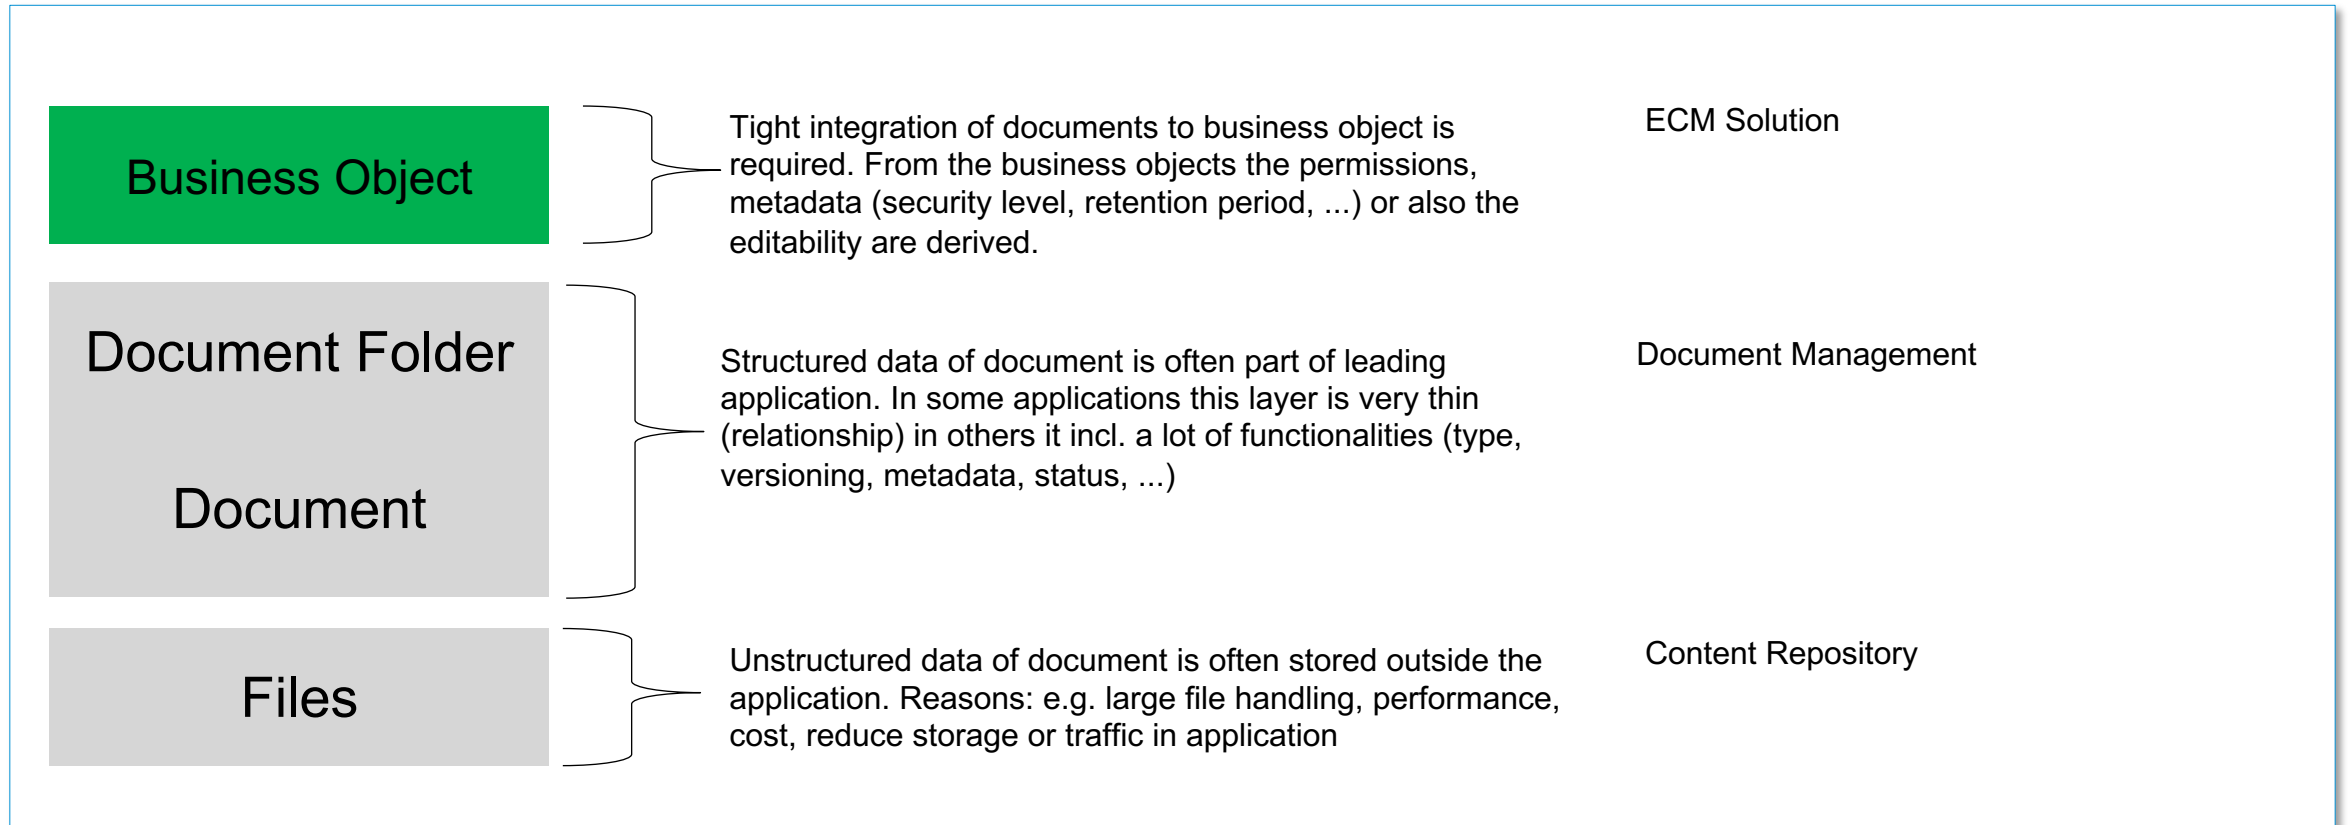 Business Object
Tight integration of documents to business object is
required. From the business objects the permissions,
metadata (security level, retention period, ...) or also the
editability are derived.
ECM Solution
Document Folder
Document
Structured data of document is often part of leading
application. In some applications this layer is very thin
(relationship) in others it incl. a lot of functionalities (type,
versioning, metadata, status, ...)
Document Management
Files
Unstructured data of document is often stored outside the
application. Reasons: e.g. large file handling, performance,
cost, reduce storage or traffic in application
Content Repository